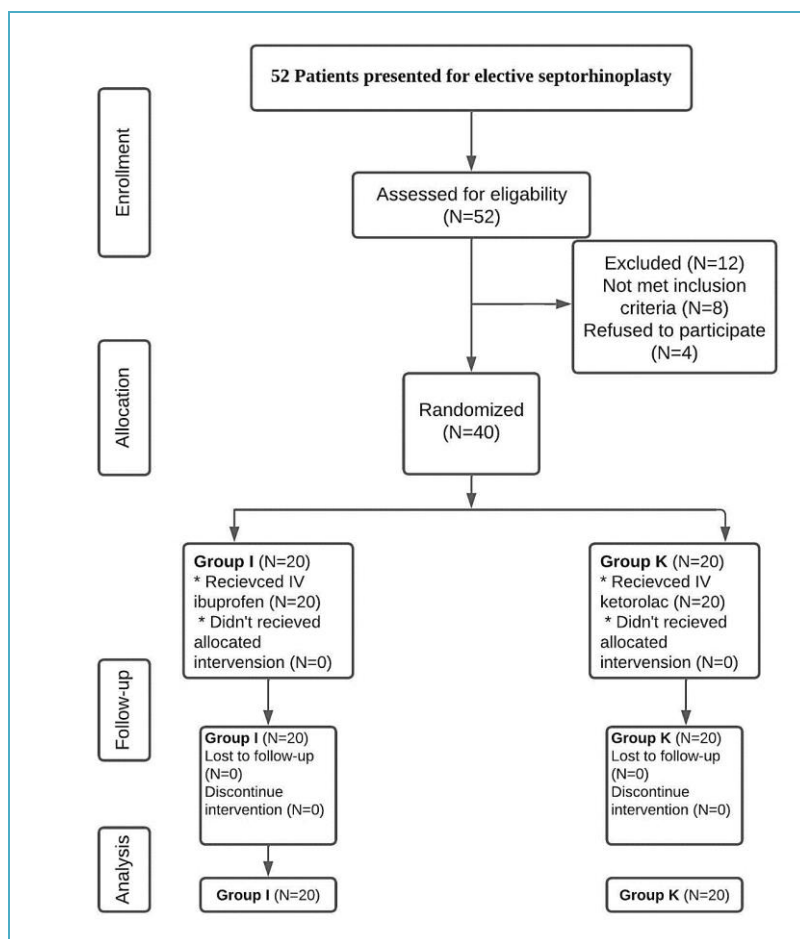 52 Patients presented for elective septorhinoplasty
Enrollment
Assessed for eligability
(N=52)
Excluded (N=12)
Not met inclusion
criteria (N=8)
Refused to participate
(N=4)
Allocation
Randomized
(N=40)
Group I (N=20)
* Recievced IV
ibuprofen (N=20)
* Didn't recieved
allocated
intervension (N=0)
Group K (N=20)
* Recievced IV
ketorolac (N=20)
* Didn't recieved
allocated
intervension (N=0)
Follow-up
Group I (N=20)
Lost to follow-up
(N=0)
Discontinue
intervention (N=0)
Group K (N=20)
Lost to follow-up
(N=0)
Discontinue
intervention (N=0)
Analysis
Group I (N=20)
Group K (N=20)